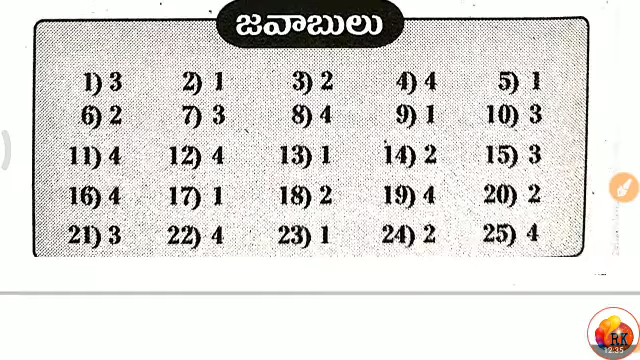 జవాబులు
1) 3 2) 1 3) 2 4) 4 5) 1
6) 2 7) 3 8) 4 9) 1 10) 3
11) 4 12) 4 13) 1 14) 2 15) 3
16) 4 17) 1 18) 2 19) 4 20) 2
21) 3 22) 4 23) 1 24) 2 25) 4
RK
12:35